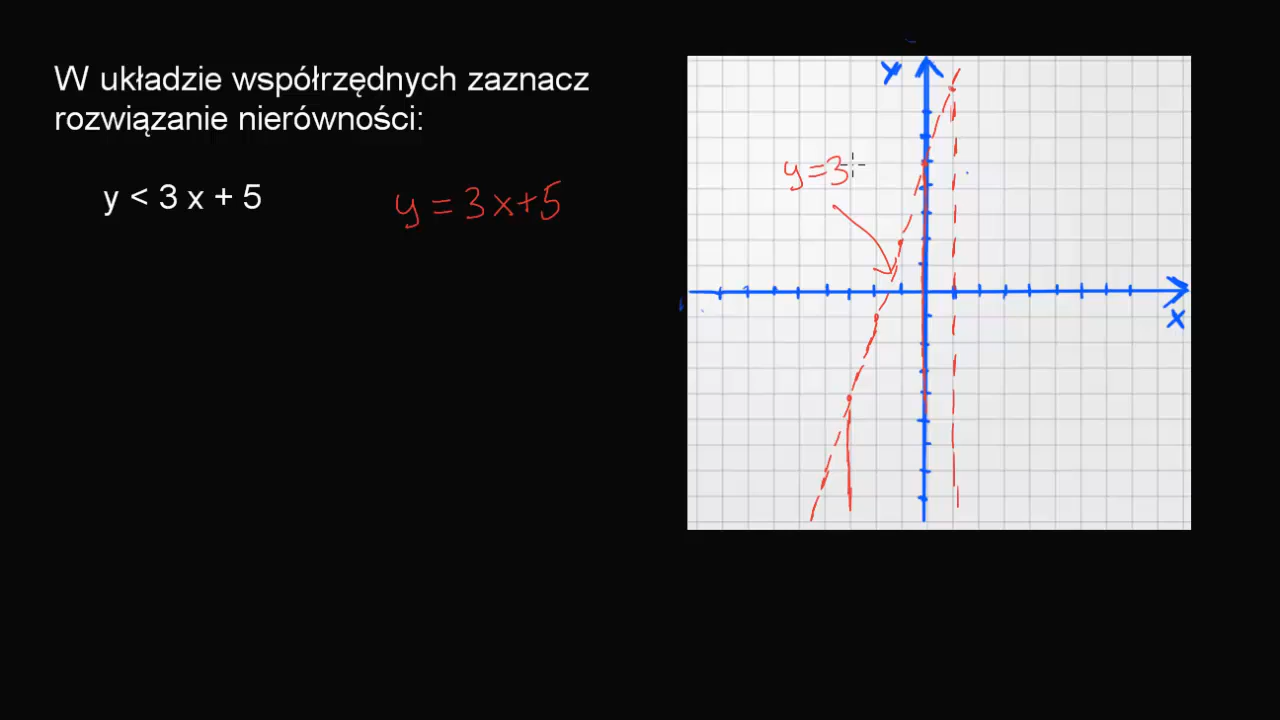 W układzie współrzędnych zaznacz
rozwiązanie nierówności:
y < 3 x + 5
y = 3x+5
y
y=3
x